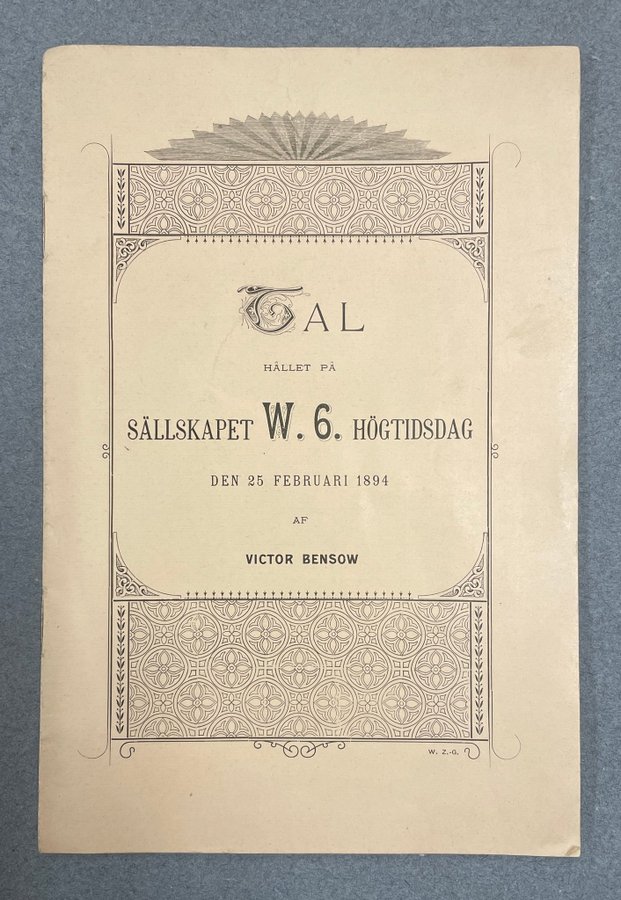 TAL
HÅLLET PÅ
SÄLLSKAPET W. 6. HÖGTIDSDAG
DEN 25 FEBRUARI 1894
AF
VICTOR BENSOW
W. Z.-G.